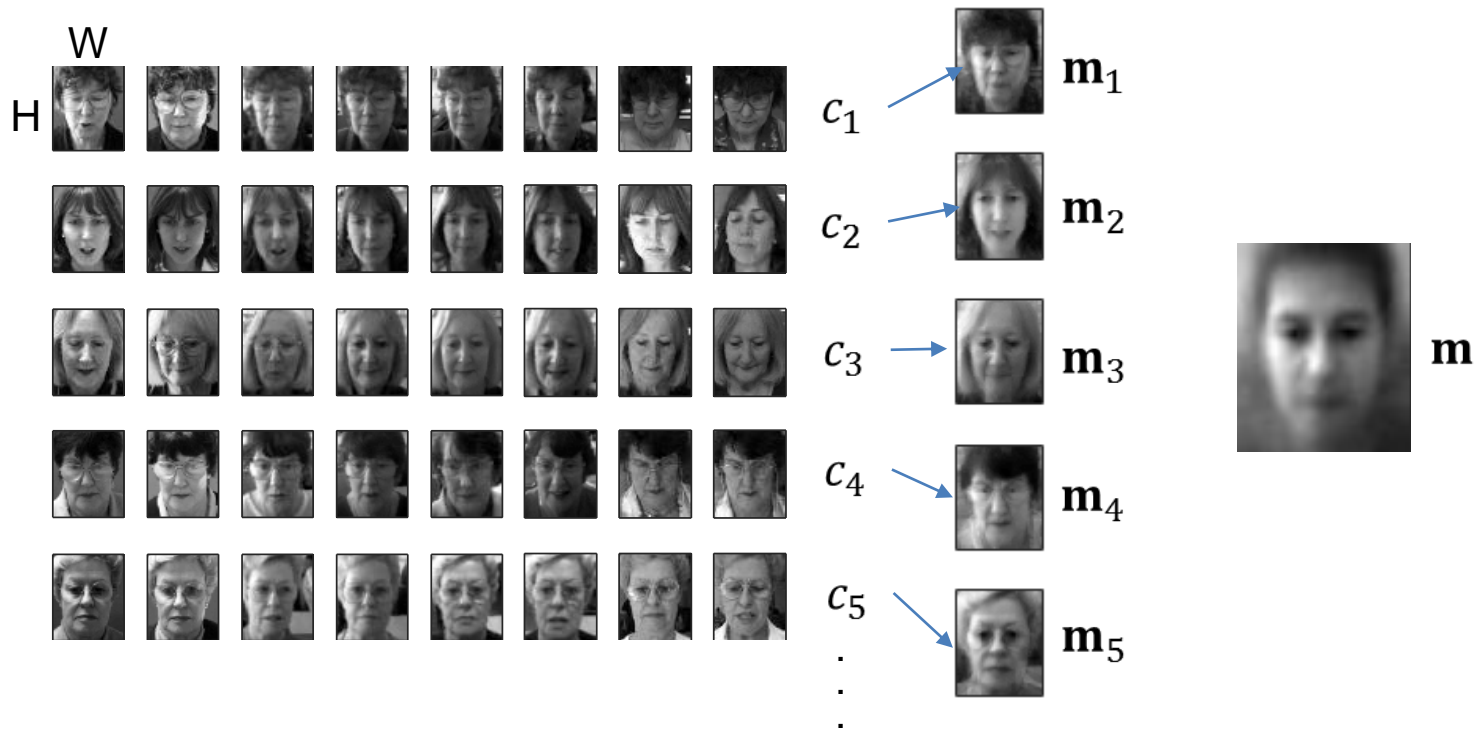 W
H
c₁
m₁
c₂
m₂
c₃
m₃
m
c₄
m₄
c₅
m₅
.
.
.